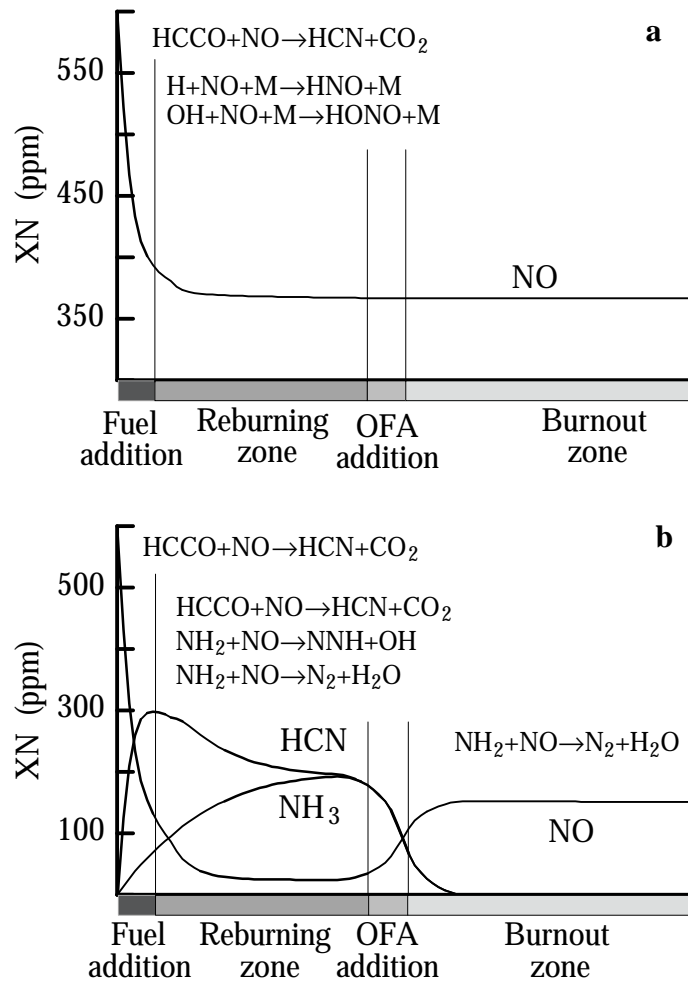 HCCO+NO→HCN+CO₂
a
550
H+NO+M→HNO+M
OH+NO+M→HONO+M
450
XN (ppm)
NO
350
Fuel addition
Reburning zone
OFA addition
Burnout zone
HCCO+NO→HCN+CO₂
b
500
HCCO+NO→HCN+CO₂
NH₂+NO→NNH+OH
NH₂+NO→N₂+H₂O
XN (ppm)
300
HCN
NH₂+NO→N₂+H₂O
NH₃
100
NO
Fuel addition
Reburning zone
OFA addition
Burnout zone